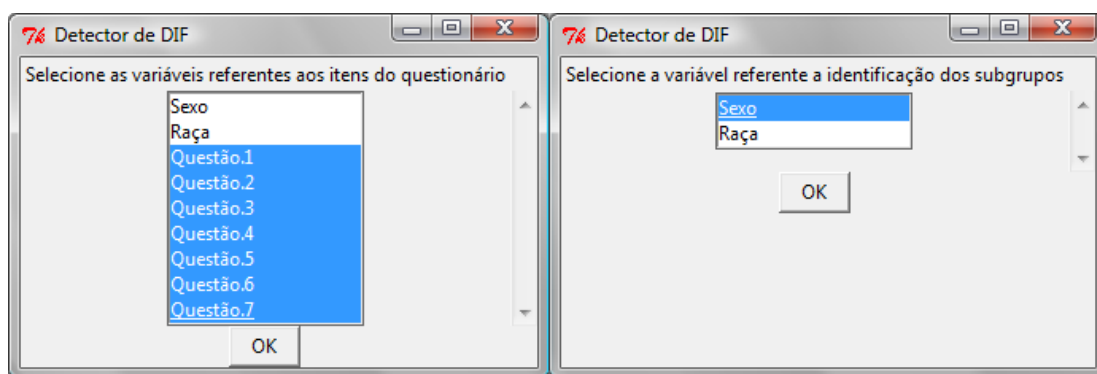 Detector de DIF
Selecione as variáveis referentes aos itens do questionário
Sexo
Raça
Questão.1
Questão.2
Questão.3
Questão.4
Questão.5
Questão.6
Questão.7
OK
Detector de DIF
Selecione a variável referente a identificação dos subgrupos
Sexo
Raça
OK